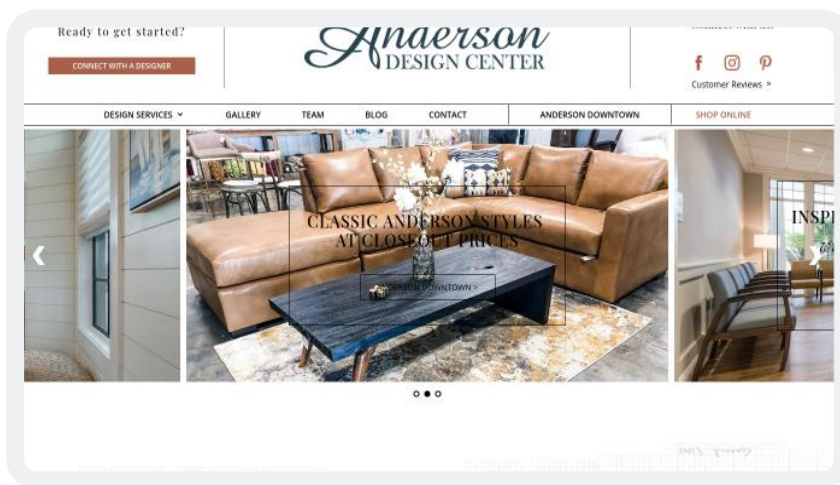 Ready to get started?
CONNECT WITH A DESIGNER
Anderson
DESIGN CENTER
Customer Reviews »
DESIGN SERVICES
GALLERY
TEAM
BLOG
CONTACT
ANDERSON DOWNTOWN
SHOP ONLINE
CLASSIC ANDERSON STYLES
AT CLOSEOUT PRICES
ANDERSON DOWNTOWN >
INSPI